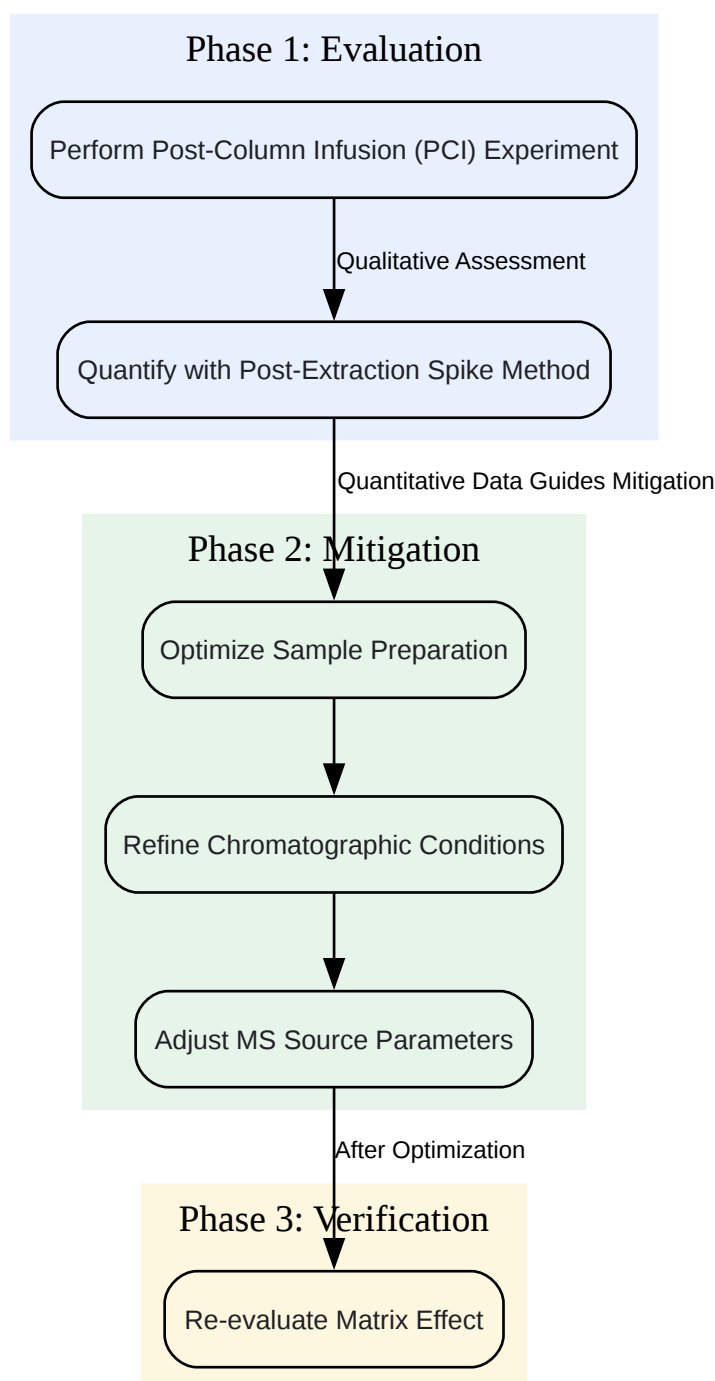 Phase 1: Evaluation
Perform Post-Column Infusion (PCI) Experiment
Qualitative Assessment
Quantify with Post-Extraction Spike Method
Quantitative Data Guides Mitigation
Phase 2: Mitigation
Optimize Sample Preparation
Refine Chromatographic Conditions
Adjust MS Source Parameters
After Optimization
Phase 3: Verification
Re-evaluate Matrix Effect